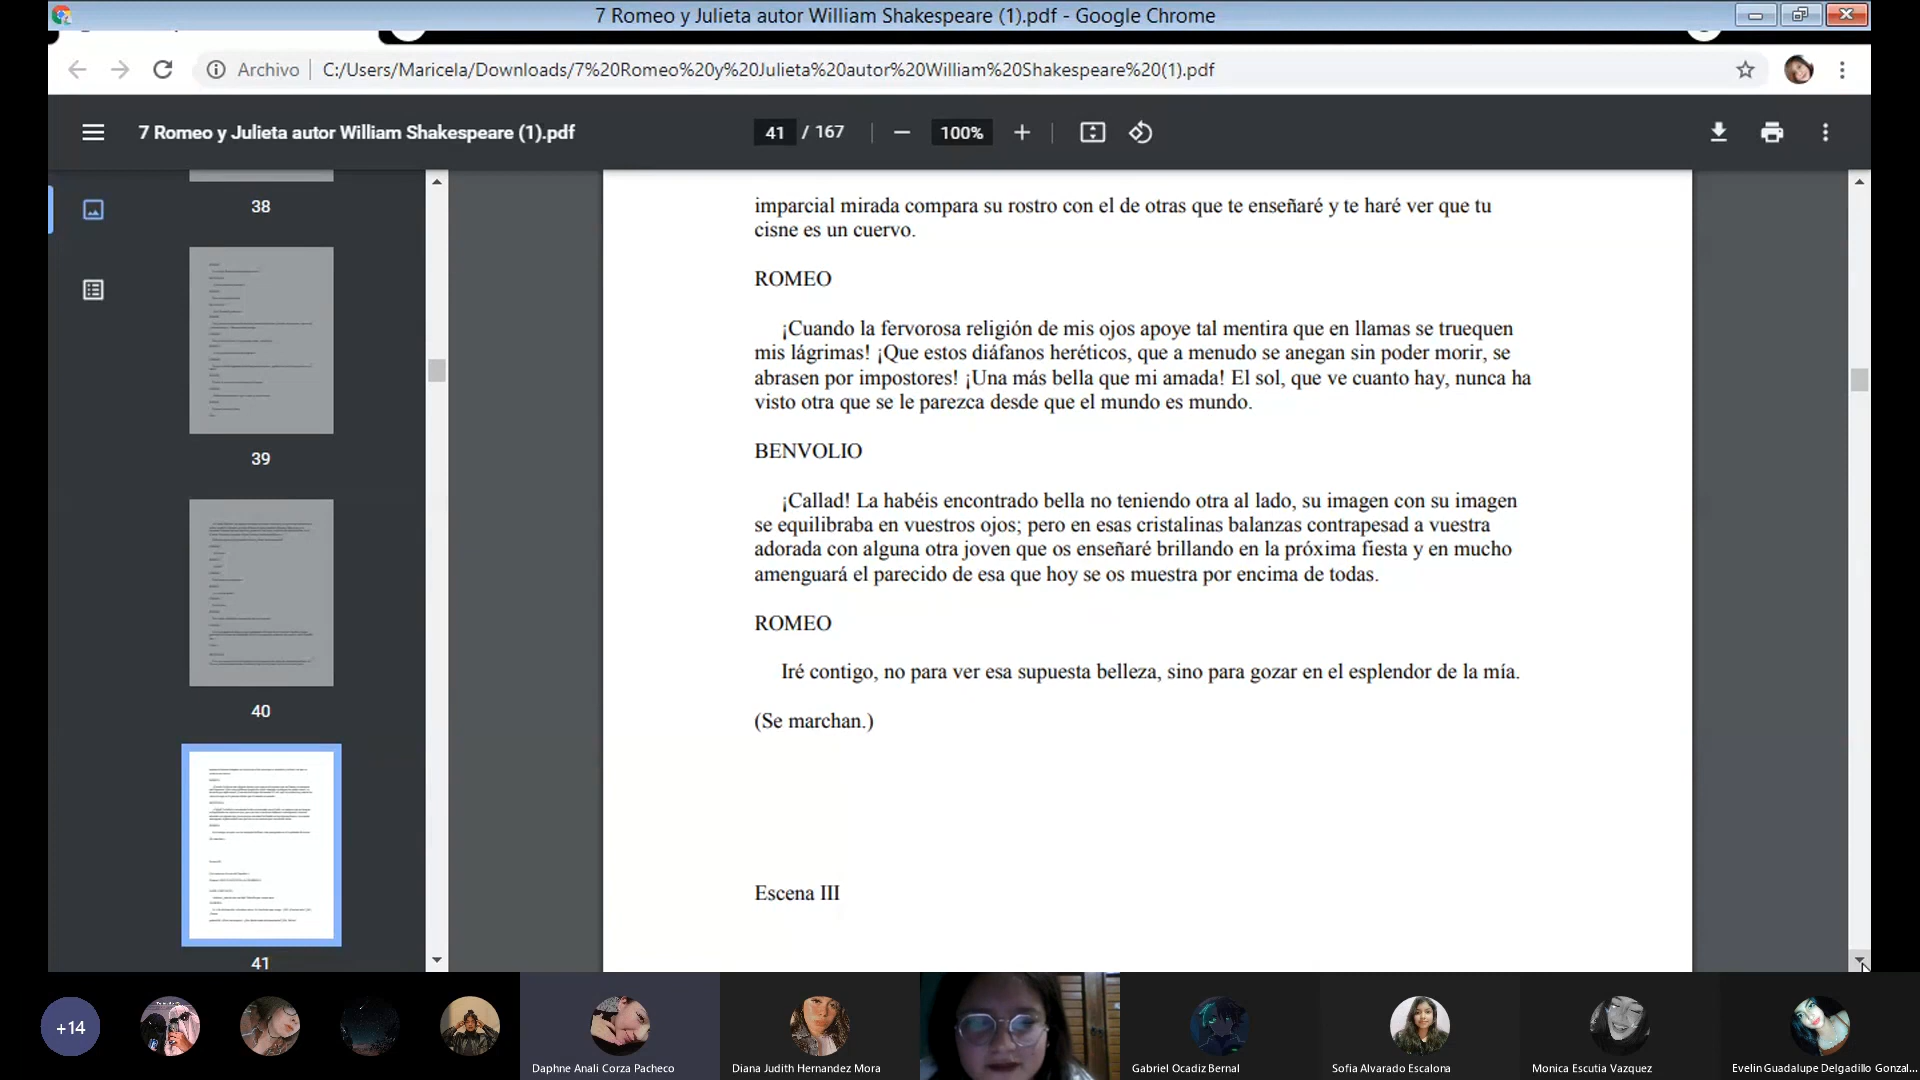 7 Romeo y Julieta autor William Shakespeare (1).pdf - Google Chrome
Archivo C:/Users/Maricela/Downloads/7%20Romeo%20y%20Julieta%20autor%20William%20Shakespeare%20(1).pdf
7 Romeo y Julieta autor William Shakespeare (1).pdf
41 / 167
100%
38
39
40
41
imparcial mirada compara su rostro con el de otras que te enseñaré y te haré ver que tu
cisne es un cuervo.
ROMEO
¡Cuando la fervorosa religión de mis ojos apoye tal mentira que en llamas se truequen
mis lágrimas! ¡Que estos diáfanos heréticos, que a menudo se anegan sin poder morir, se
abrasen por impostores! ¡Una más bella que mi amada! El sol, que ve cuanto hay, nunca ha
visto otra que se le parezca desde que el mundo es mundo.
BENVOLIO
¡Callad! La habéis encontrado bella no teniendo otra al lado, su imagen con su imagen
se equilibraba en vuestros ojos; pero en esas cristalinas balanzas contrapesad a vuestra
adorada con alguna otra joven que os enseñaré brillando en la próxima fiesta y en mucho
amenguará el parecido de esa que hoy se os muestra por encima de todas.
ROMEO
Iré contigo, no para ver esa supuesta belleza, sino para gozar en el esplendor de la mía.
(Se marchan.)
Escena III
+14
Daphne Anali Corza Pacheco
Diana Judith Hernandez Mora
Gabriel Ocadiz Bernal
Sofia Alvarado Escalona
Monica Escutia Vazquez
Evelin Guadalupe Delgadillo Gonzal...